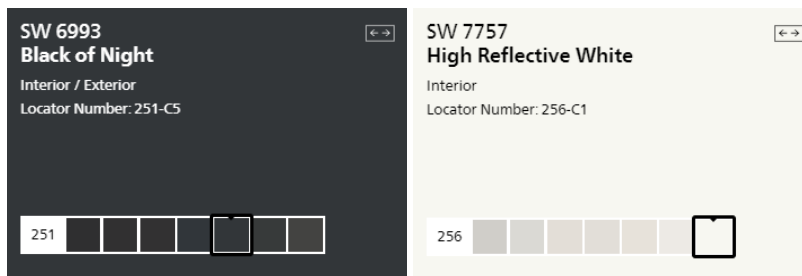 SW 6993
Black of Night
Interior / Exterior
Locator Number: 251-C5
251
SW 7757
High Reflective White
Interior
Locator Number: 256-C1
256